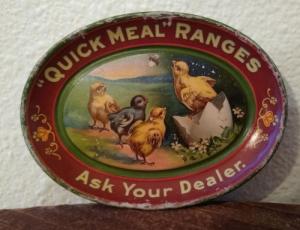 "QUICK MEAL" RANGES
Ask Your Dealer.